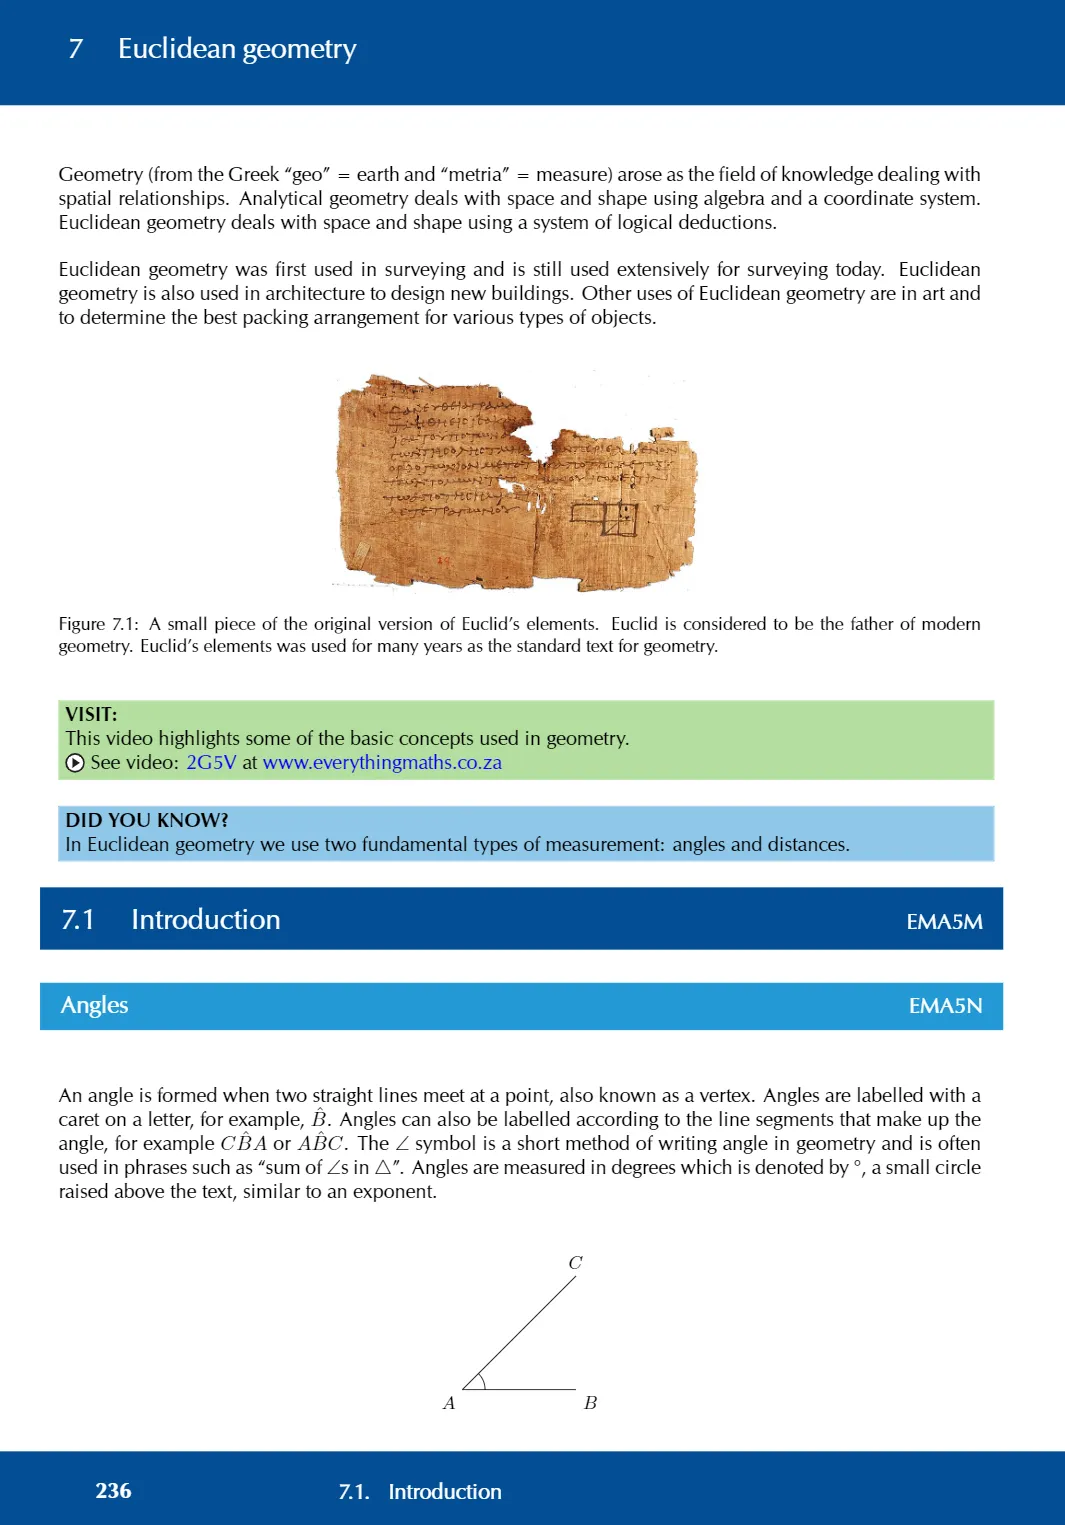 7 Euclidean geometry
Geometry (from the Greek “geo” = earth and “metria” = measure) arose as the field of knowledge dealing with
spatial relationships. Analytical geometry deals with space and shape using algebra and a coordinate system.
Euclidean geometry deals with space and shape using a system of logical deductions.
Euclidean geometry was first used in surveying and is still used extensively for surveying today. Euclidean
geometry is also used in architecture to design new buildings. Other uses of Euclidean geometry are in art and
to determine the best packing arrangement for various types of objects.
Figure 7.1: A small piece of the original version of Euclid’s elements. Euclid is considered to be the father of modern
geometry. Euclid’s elements was used for many years as the standard text for geometry.
VISIT:
This video highlights some of the basic concepts used in geometry.
See video: 2G5V at www.everythingmaths.co.za
DID YOU KNOW?
In Euclidean geometry we use two fundamental types of measurement: angles and distances.
7.1 Introduction EMA5M
Angles EMA5N
An angle is formed when two straight lines meet at a point, also known as a vertex. Angles are labelled with a
caret on a letter, for example, B̂. Angles can also be labelled according to the line segments that make up the
angle, for example CB̂A or AB̂C. The ∠ symbol is a short method of writing angle in geometry and is often
used in phrases such as “sum of ∠s in △”. Angles are measured in degrees which is denoted by °, a small circle
raised above the text, similar to an exponent.
C
A B
236 7.1. Introduction